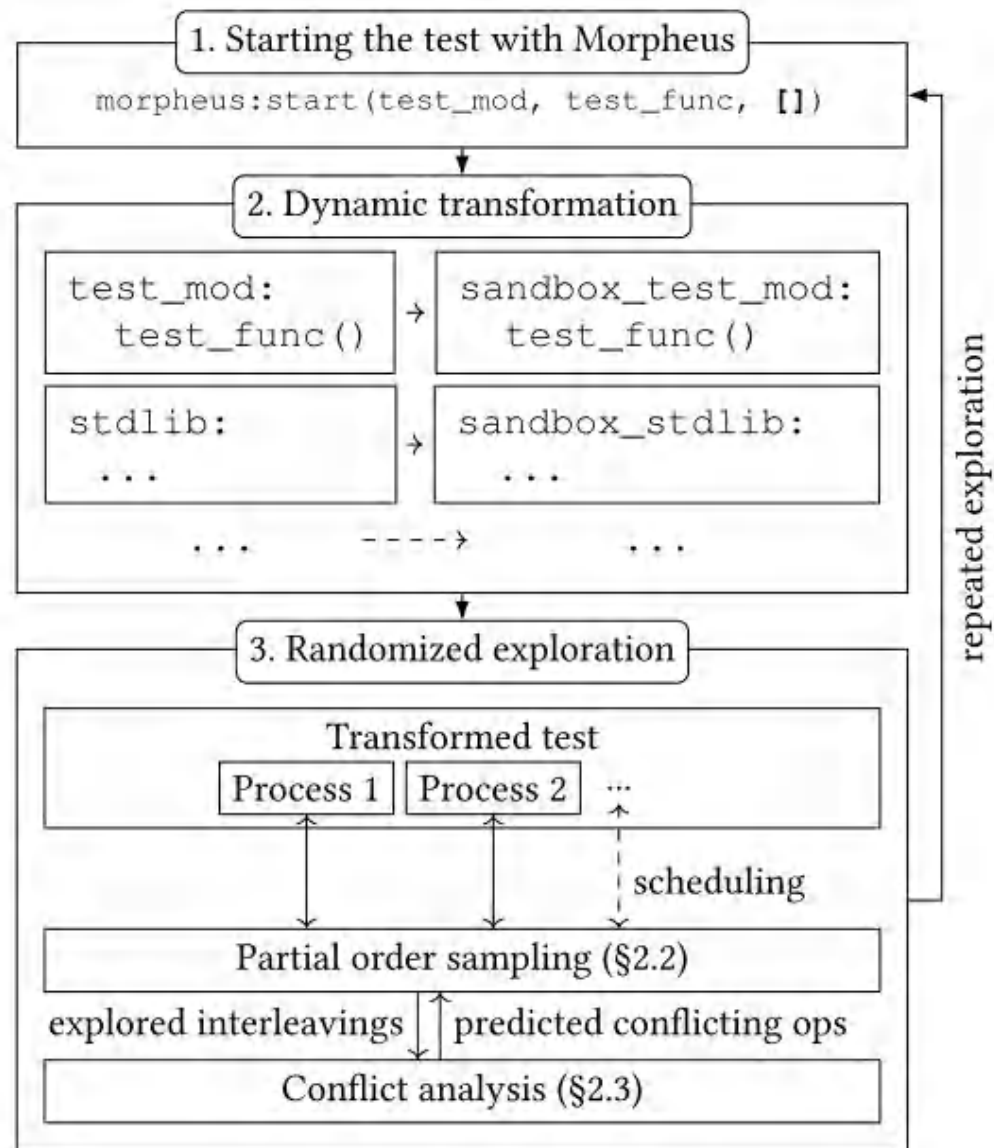 1. Starting the test with Morpheus
morpheus:start(test_mod, test_func, [])
2. Dynamic transformation
test_mod:
test_func()
sandbox_test_mod:
test_func()
stdlib:
...
sandbox_stdlib:
...
...
...
repeated exploration
3. Randomized exploration
Transformed test
Process 1
Process 2
...
scheduling
Partial order sampling (§2.2)
explored interleavings
predicted conflicting ops
Conflict analysis (§2.3)